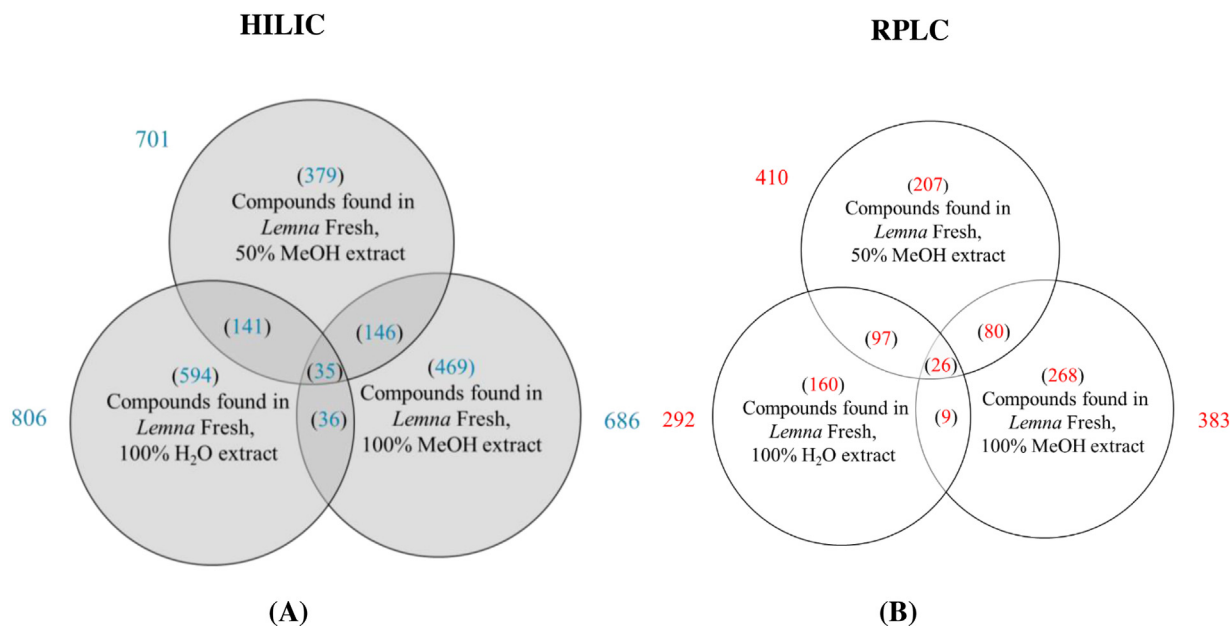 HILIC
701
(379)
Compounds found in
Lemna Fresh,
50% MeOH extract
(141)
(146)
(35)
(594)
Compounds found in
Lemna Fresh,
100% H₂O extract
(36)
(469)
Compounds found in
Lemna Fresh,
100% MeOH extract
806
686
(A)
RPLC
410
(207)
Compounds found in
Lemna Fresh,
50% MeOH extract
(97)
(80)
(26)
(160)
Compounds found in
Lemna Fresh,
100% H₂O extract
(9)
(268)
Compounds found in
Lemna Fresh,
100% MeOH extract
292
383
(B)